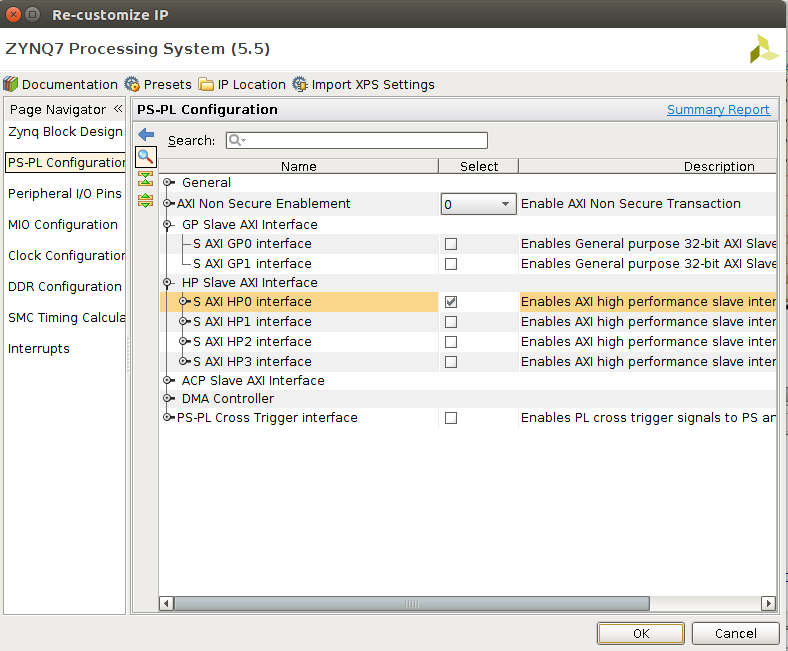 Re-customize IP
ZYNQ7 Processing System (5.5)
Documentation Presets IP Location Import XPS Settings
Page Navigator «
Zynq Block Design
PS-PL Configuration
Peripheral I/O Pins
MIO Configuration
Clock Configuration
DDR Configuration
SMC Timing Calcula
Interrupts
PS-PL Configuration Summary Report
Search:
Name Select Description
General
AXI Non Secure Enablement 0 Enable AXI Non Secure Transaction
GP Slave AXI Interface
S AXI GP0 interface Enables General purpose 32-bit AXI Slave
S AXI GP1 interface Enables General purpose 32-bit AXI Slave
HP Slave AXI Interface
S AXI HP0 interface Enables AXI high performance slave inter
S AXI HP1 interface Enables AXI high performance slave inter
S AXI HP2 interface Enables AXI high performance slave inter
S AXI HP3 interface Enables AXI high performance slave inter
ACP Slave AXI Interface
DMA Controller
PS-PL Cross Trigger interface Enables PL cross trigger signals to PS an
OK Cancel